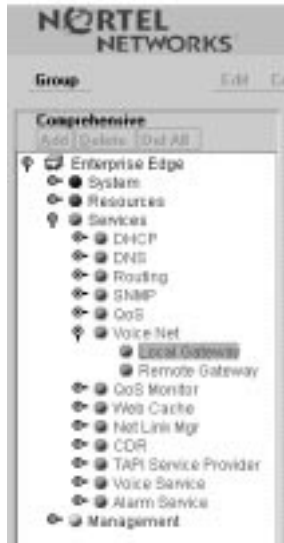 NORTEL
NETWORKS
Group Edit
Comprehensive
Add Delete Del All
Enterprise Edge
System
Resources
Services
DHCP
DNS
Routing
SNMP
QoS
Voice Net
Local Gateway
Remote Gateway
QoS Monitor
Web Cache
Net Link Mgr
CDR
TAPI Service Provider
Voice Service
Alarm Service
Management